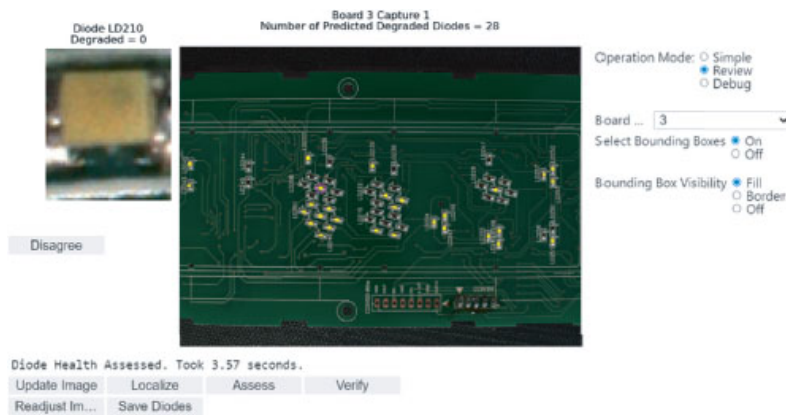 Diode LD210
Degraded = 0
Board 3 Capture 1
Number of Predicted Degraded Diodes = 28
Operation Mode: Simple
Review
Debug
Board ... 3
Select Bounding Boxes On
Off
Bounding Box Visibility Fill
Border
Off
Disagree
Diode Health Assessed. Took 3.57 seconds.
Update Image Localize Assess Verify
Readjust Im... Save Diodes